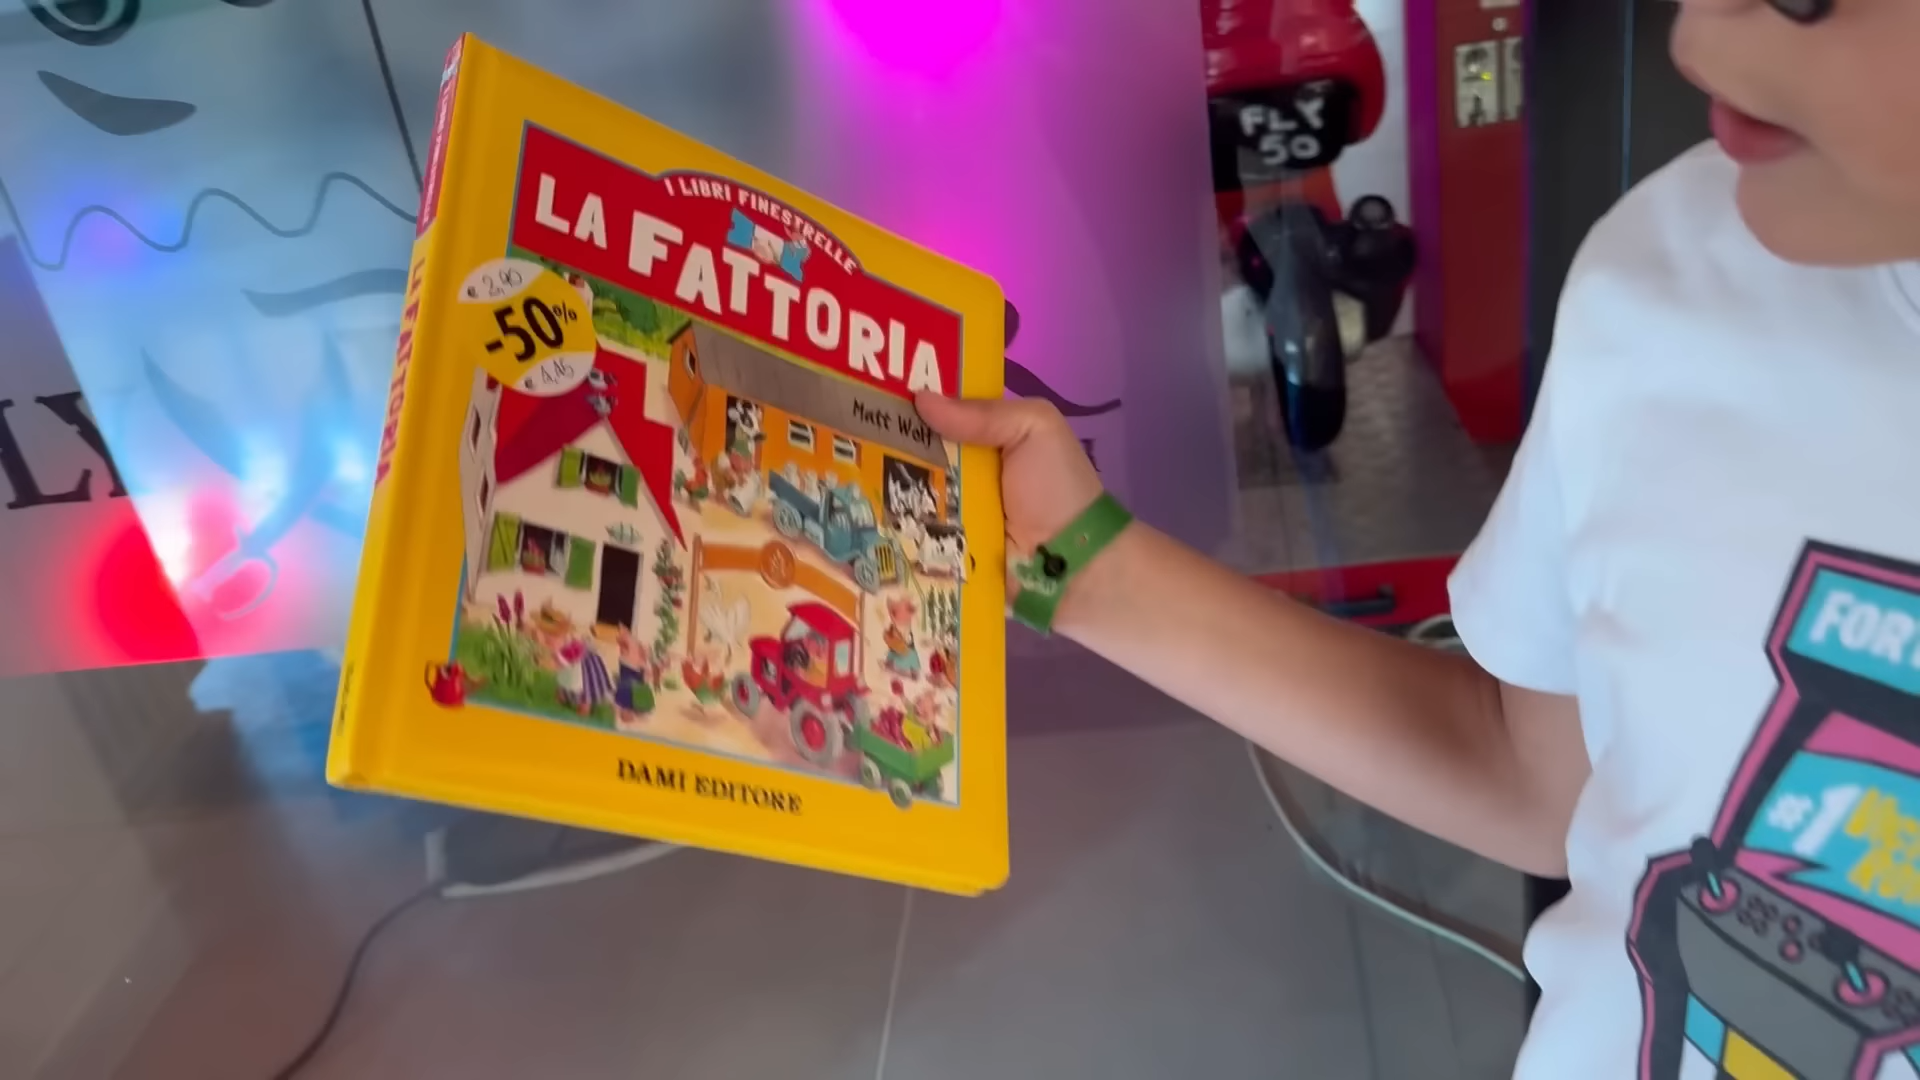 I LIBRI FINESTRELLE
LA FATTORIA
€ 2,90
-50%
€ 4,45
Matt Wolf
DAMI EDITORE
LA FATTORIA
FLY
50
LY
FOR
#1